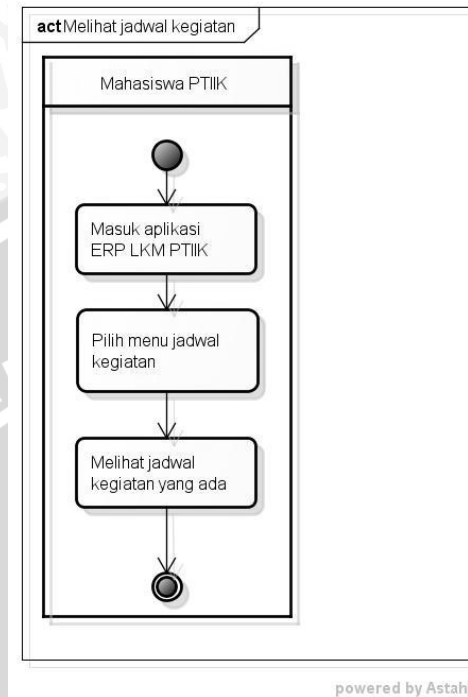 act Melihat jadwal kegiatan
Mahasiswa PTIIK
Masuk aplikasi
ERP LKM PTIIK
Pilih menu jadwal
kegiatan
Melihat jadwal
kegiatan yang ada
powered by Astah